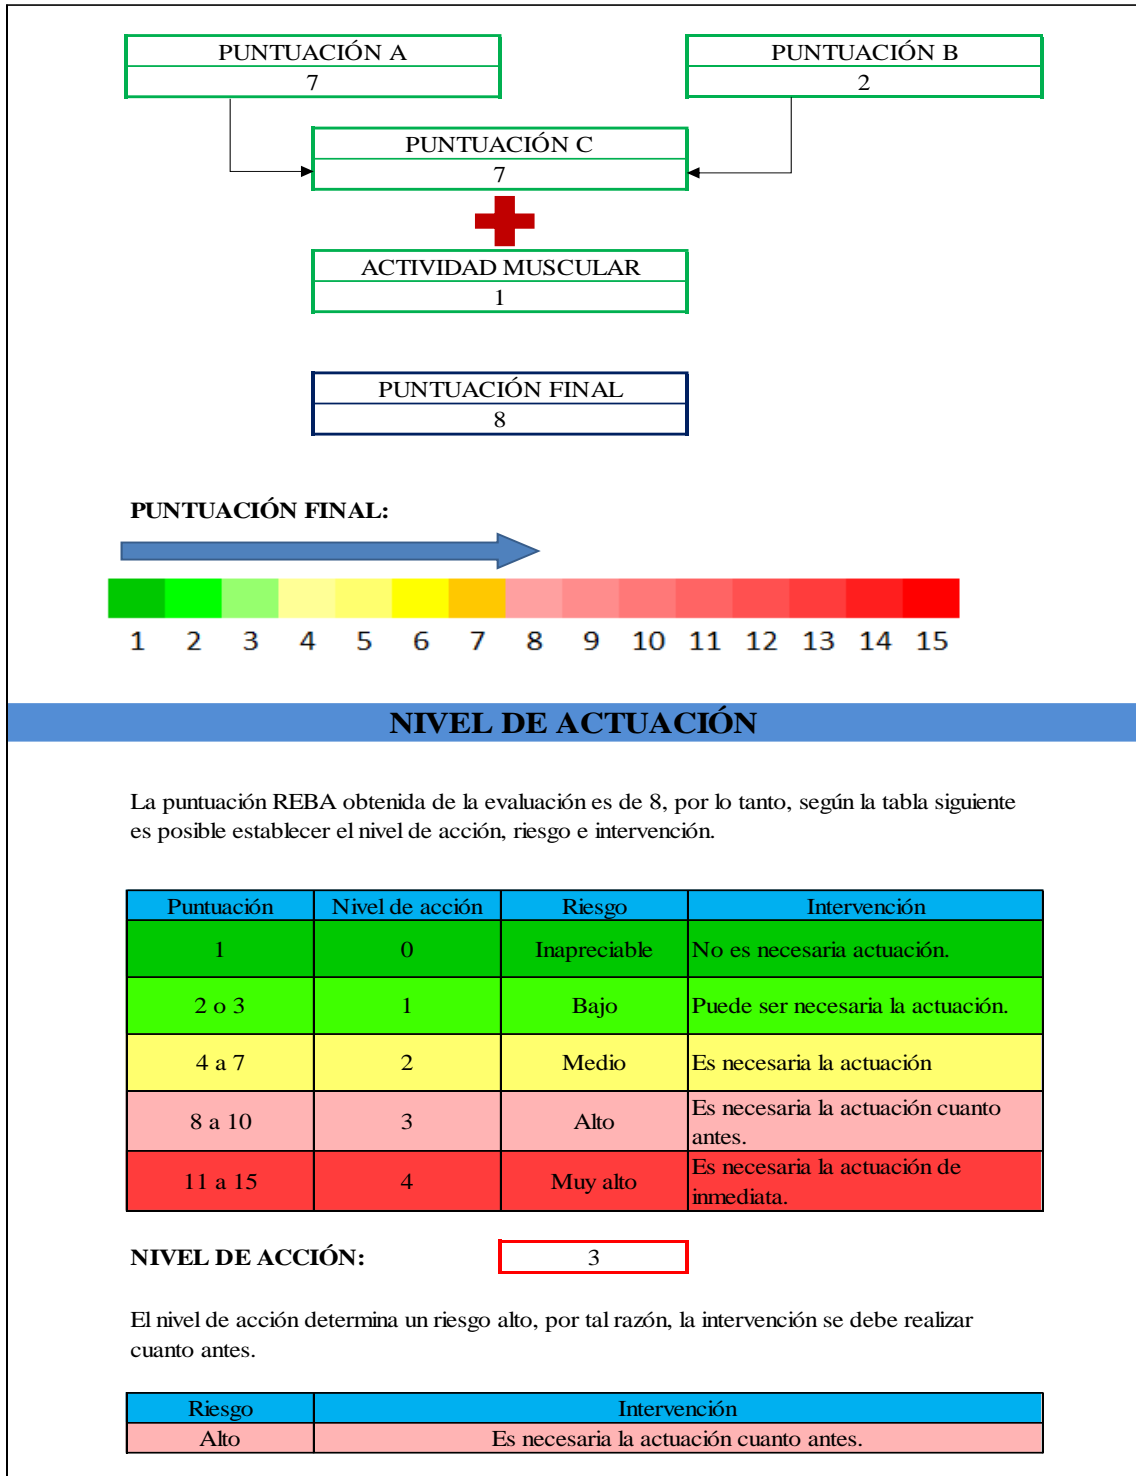 PUNTUACIÓN A
7
PUNTUACIÓN B
2
PUNTUACIÓN C
7
ACTIVIDAD MUSCULAR
1
PUNTUACIÓN FINAL
8
PUNTUACIÓN FINAL:
1 2 3 4 5 6 7 8 9 10 11 12 13 14 15
NIVEL DE ACTUACIÓN
La puntuación REBA obtenida de la evaluación es de 8, por lo tanto, según la tabla siguiente
es posible establecer el nivel de acción, riesgo e intervención.
Puntuación Nivel de acción Riesgo Intervención
1 0 Inapreciable No es necesaria actuación.
2 o 3 1 Bajo Puede ser necesaria la actuación.
4 a 7 2 Medio Es necesaria la actuación
8 a 10 3 Alto Es necesaria la actuación cuanto
antes.
11 a 15 4 Muy alto Es necesaria la actuación de
inmediata.
NIVEL DE ACCIÓN: 3
El nivel de acción determina un riesgo alto, por tal razón, la intervención se debe realizar
cuanto antes.
Riesgo Intervención
Alto Es necesaria la actuación cuanto antes.